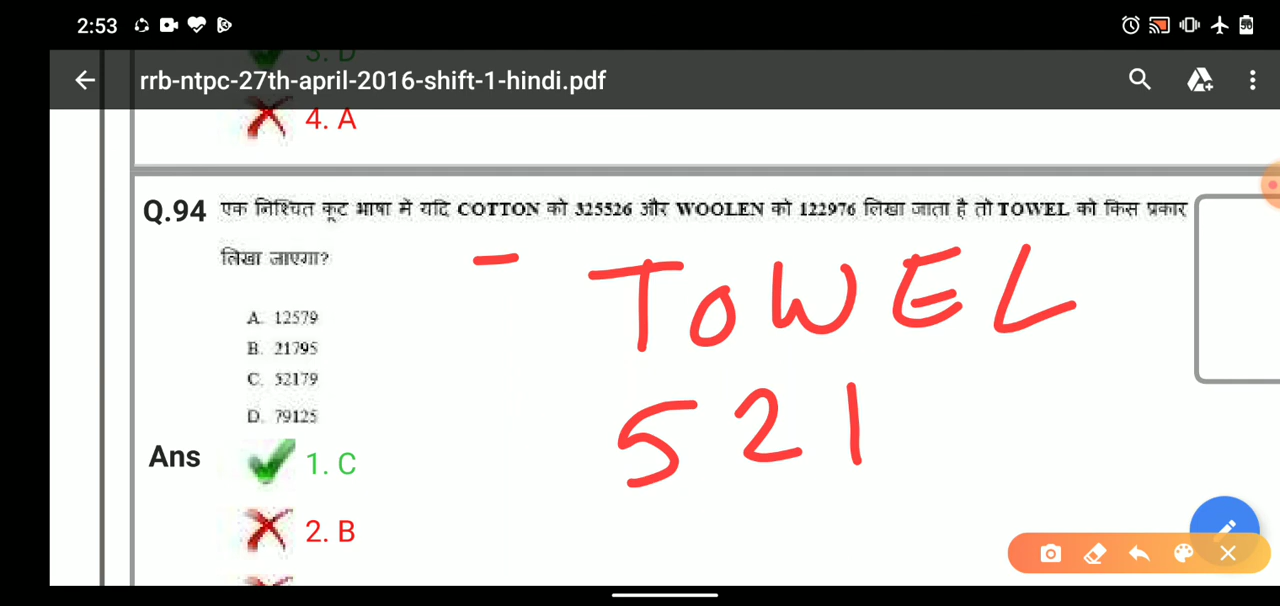 2:53
rrb-ntpc-27th-april-2016-shift-1-hindi.pdf
3. D
4. A
Q.94 एक निश्चित कूट भाषा में यदि COTTON को 325526 और WOOLEN को 122976 लिखा जाता है तो TOWEL को किस प्रकार
लिखा जाएगा?
TOWEL
A. 12579
B. 21795
C. 52179
D. 79125
521
Ans 1. C
2. B